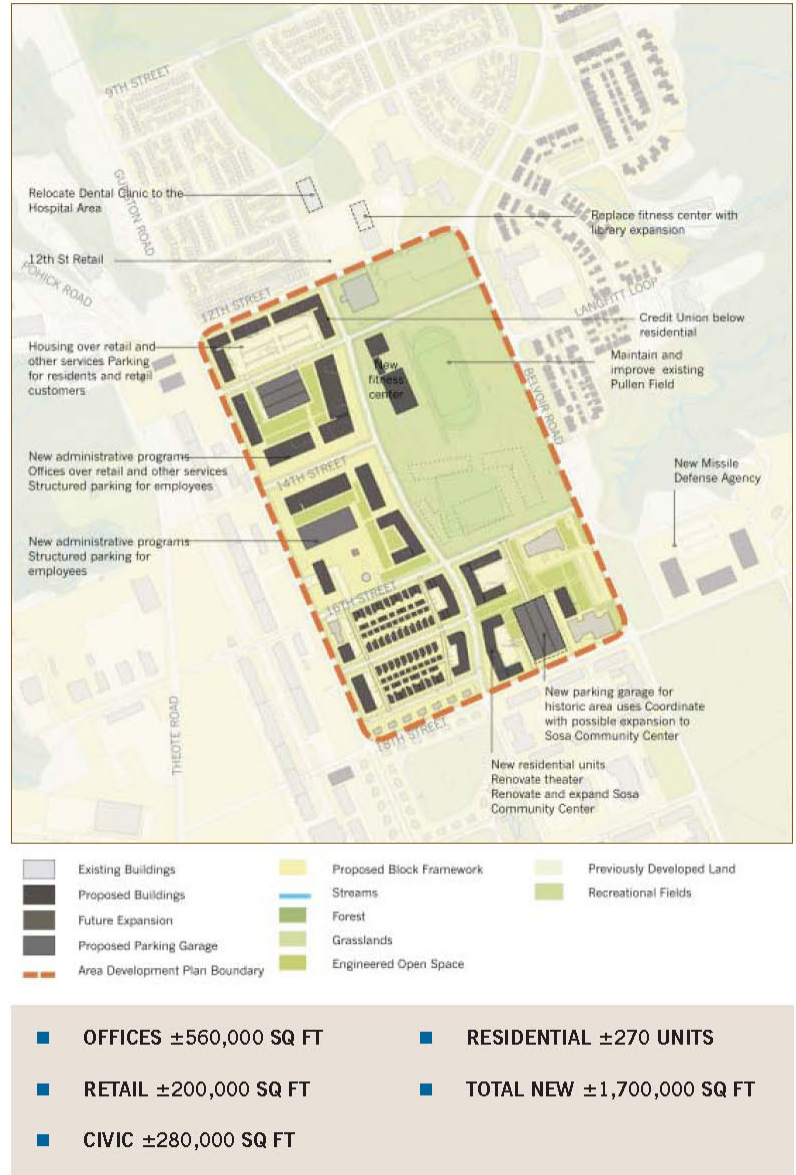 9TH STREET
GUNSTON ROAD
Relocate Dental Clinic to the
Hospital Area
Replace fitness center with
library expansion
12th St Retail
POHICK ROAD
12TH STREET
LANGFITT LOOP
Credit Union below
residential
Housing over retail and
other services Parking
for residents and retail
customers
New
fitness
center
Maintain and
improve existing
Pullen Field
BELVOIR ROAD
New administrative programs
Offices over retail and other services
Structured parking for employees
14TH STREET
New Missile
Defense Agency
New administrative programs
Structured parking for
employees
16TH STREET
New parking garage for
historic area uses Coordinate
with possible expansion to
Sosa Community Center
THEOTE ROAD
18TH STREET
New residential units
Renovate theater
Renovate and expand Sosa
Community Center
Existing Buildings
Proposed Buildings
Future Expansion
Proposed Parking Garage
Area Development Plan Boundary
Proposed Block Framework
Streams
Forest
Grasslands
Engineered Open Space
Previously Developed Land
Recreational Fields
OFFICES ±560,000 SQ FT
RETAIL ±200,000 SQ FT
CIVIC ±280,000 SQ FT
RESIDENTIAL ±270 UNITS
TOTAL NEW ±1,700,000 SQ FT